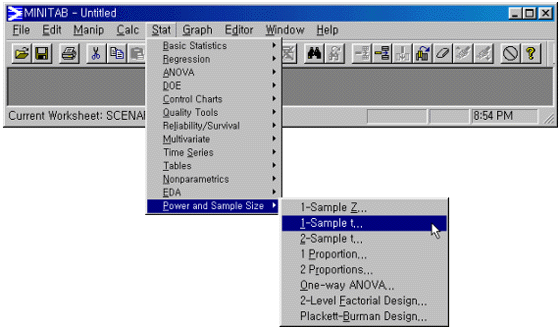 MINITAB - Untitled
File Edit Manip Calc Stat Graph Editor Window Help
Basic Statistics
Regression
ANOVA
DOE
Control Charts
Quality Tools
Reliability/Survival
Multivariate
Time Series
Tables
Nonparametrics
EDA
Power and Sample Size
Current Worksheet: SCENA
8:54 PM
1-Sample Z...
1-Sample t...
2-Sample t...
1 Proportion...
2 Proportions...
One-way ANOVA...
2-Level Factorial Design...
Plackett-Burman Design...